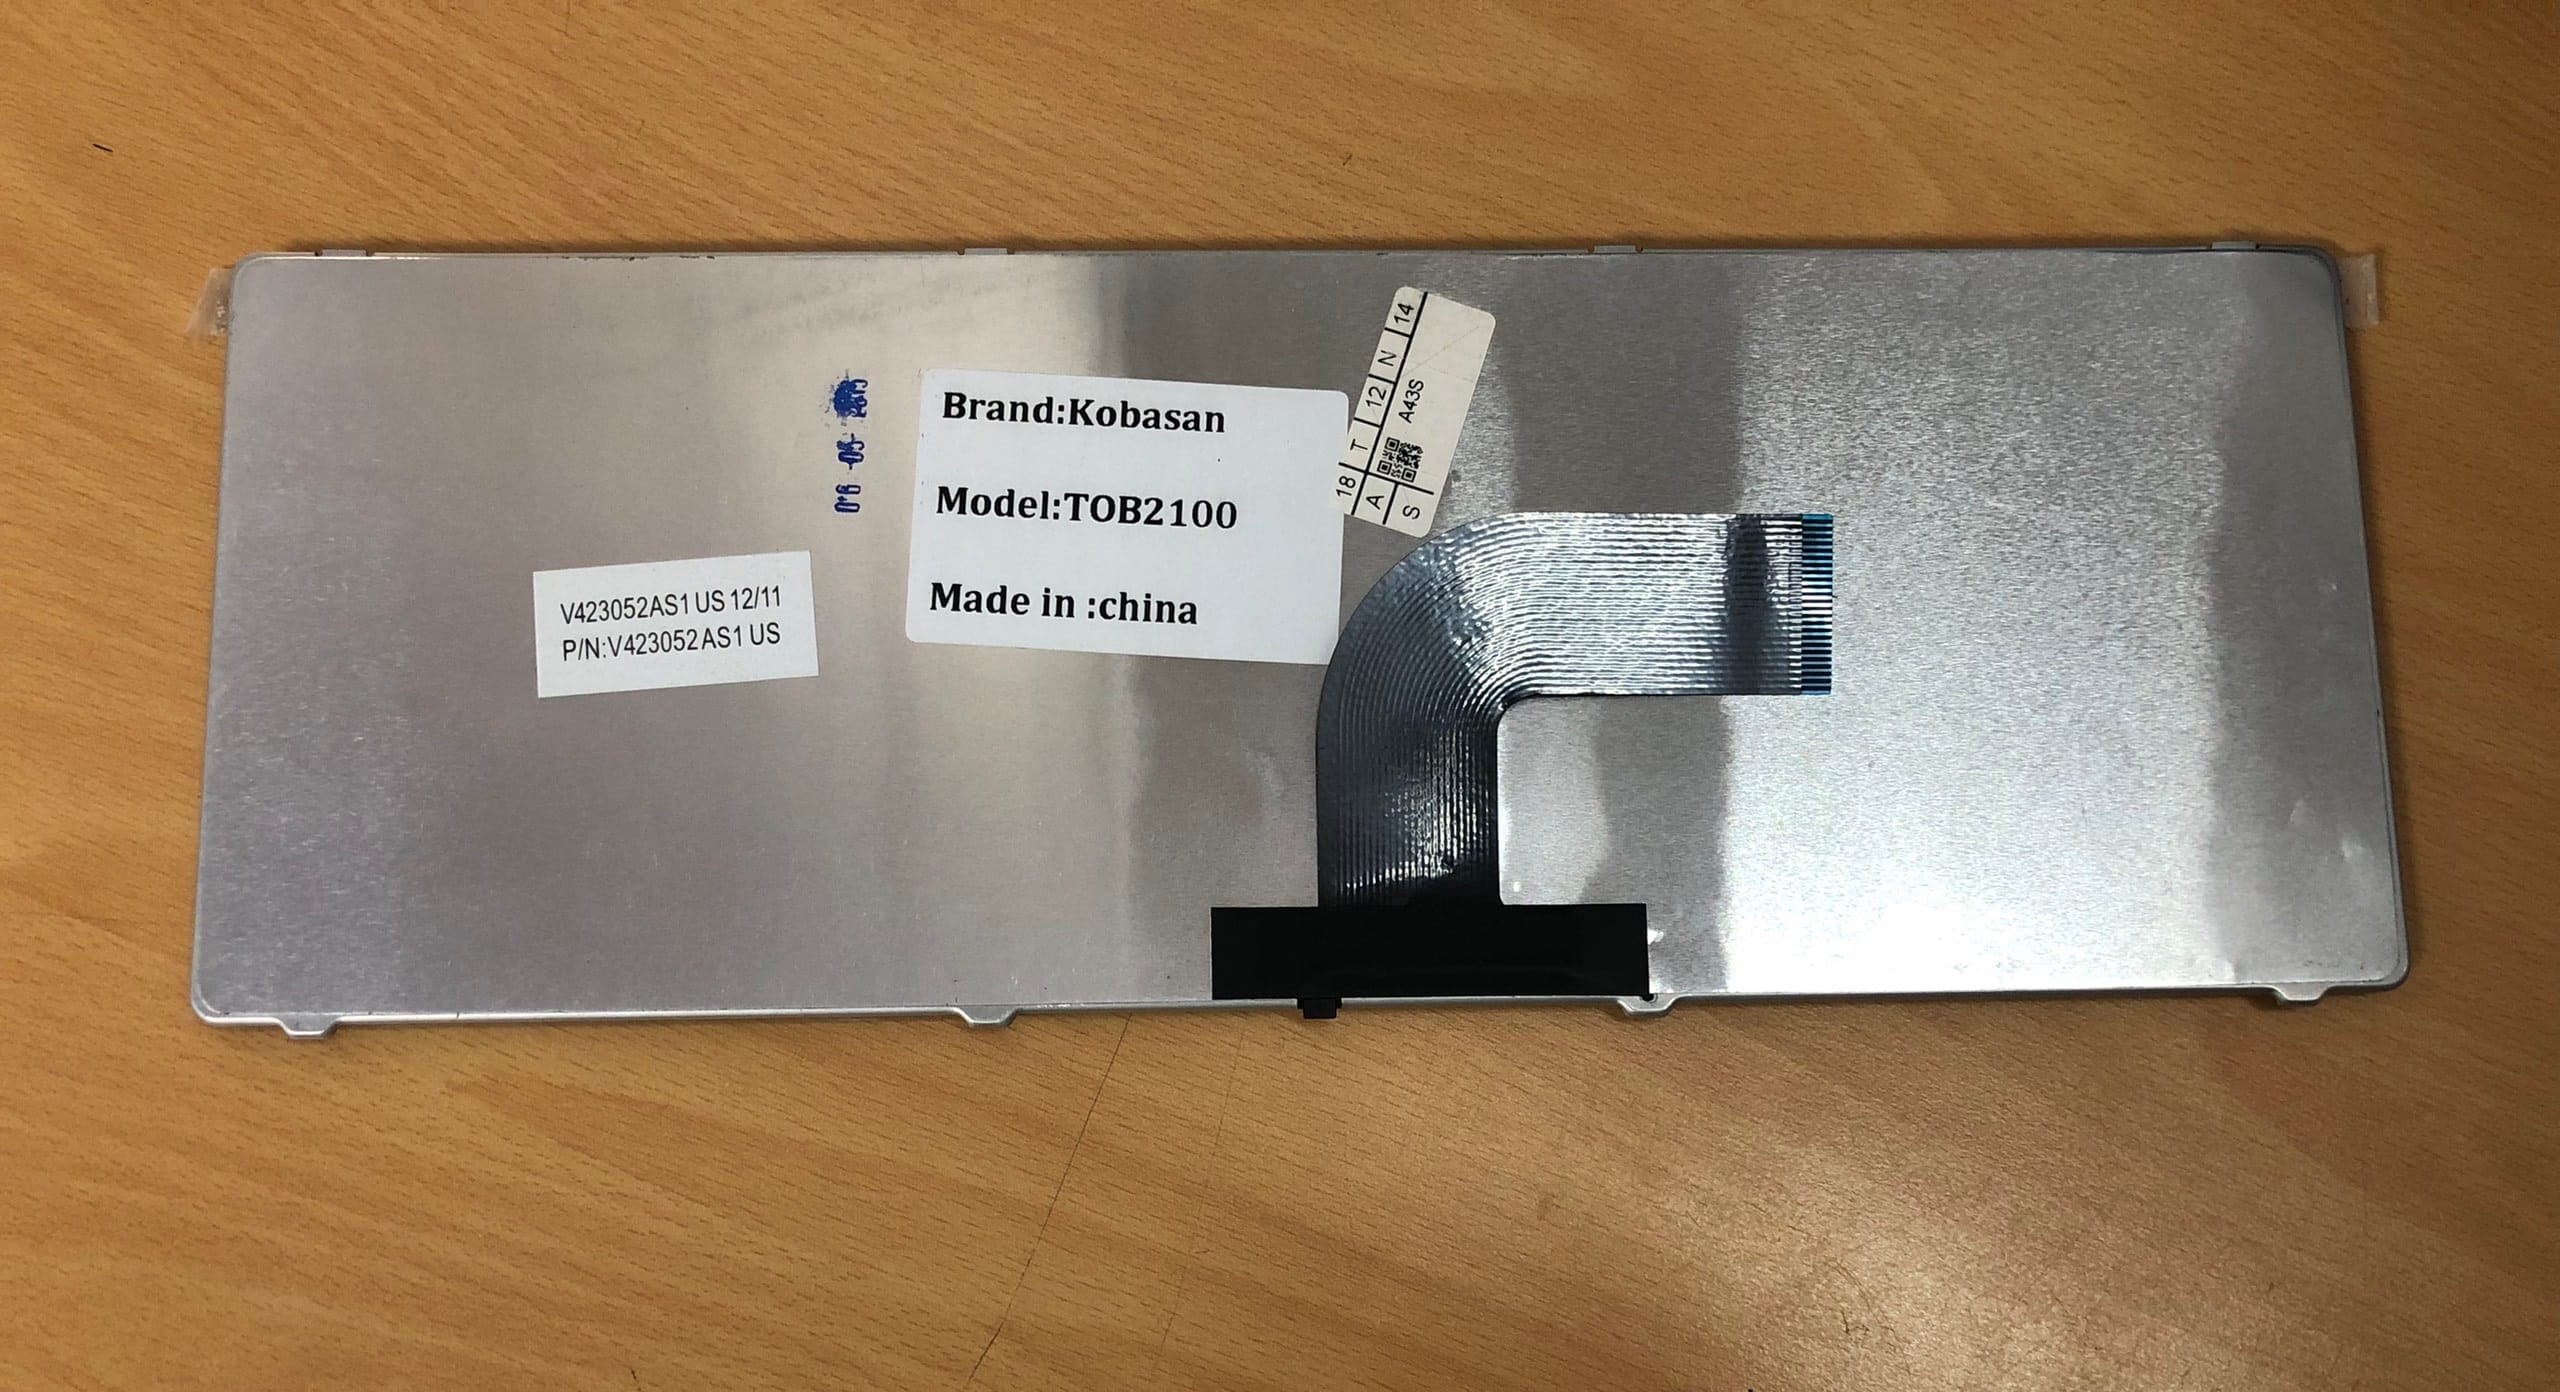 V423052AS1 US 12/11
P/N:V423052AS1 US
Brand:Kobasan
Model:TOB2100
Made in :china
18 T 12 N 14
A
S
A43S